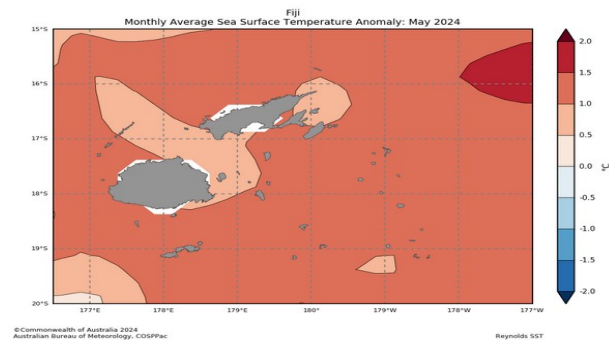 Fiji
Monthly Average Sea Surface Temperature Anomaly: May 2024
15°S
16°S
17°S
18°S
19°S
20°S
177°E
178°E
179°E
180°
179°W
178°W
177°W
2.0
1.5
1.0
0.5
0.0
-0.5
-1.0
-1.5
-2.0
°C
©Commonwealth of Australia 2024
Australian Bureau of Meteorology, COSPPac
Reynolds SST